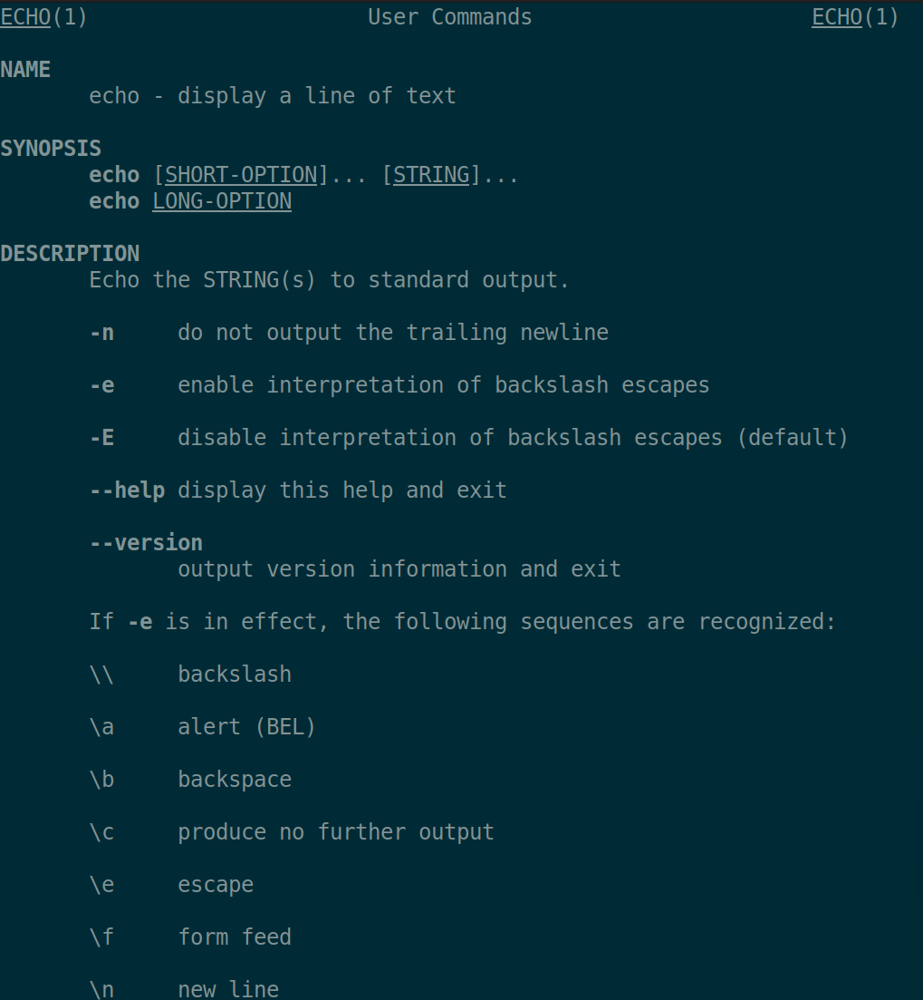 ECHO(1) User Commands ECHO(1)
NAME
echo - display a line of text
SYNOPSIS
echo [SHORT-OPTION]... [STRING]...
echo LONG-OPTION
DESCRIPTION
Echo the STRING(s) to standard output.
-n do not output the trailing newline
-e enable interpretation of backslash escapes
-E disable interpretation of backslash escapes (default)
--help display this help and exit
--version
output version information and exit
If -e is in effect, the following sequences are recognized:
\\ backslash
\a alert (BEL)
\b backspace
\c produce no further output
\e escape
\f form feed
\n new line